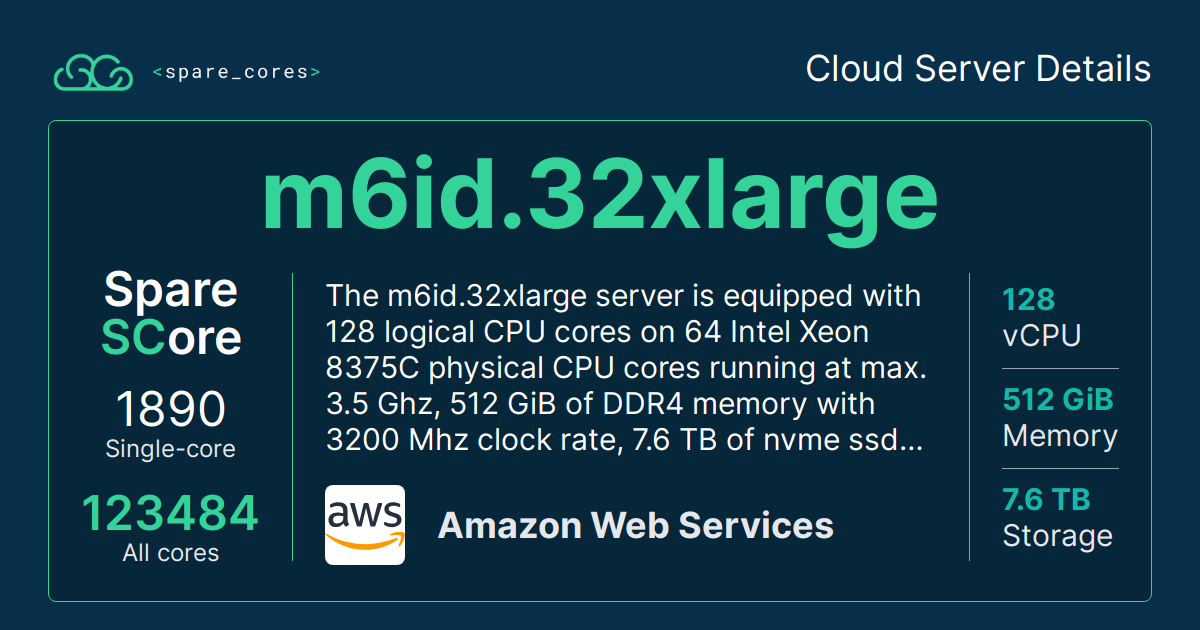 <spare_cores>
Cloud Server Details
m6id.32xlarge
Spare
SCore
1890
Single-core
123484
All cores
The m6id.32xlarge server is equipped with
128 logical CPU cores on 64 Intel Xeon
8375C physical CPU cores running at max.
3.5 Ghz, 512 GiB of DDR4 memory with
3200 Mhz clock rate, 7.6 TB of nvme ssd...
aws
Amazon Web Services
128
vCPU
512 GiB
Memory
7.6 TB
Storage